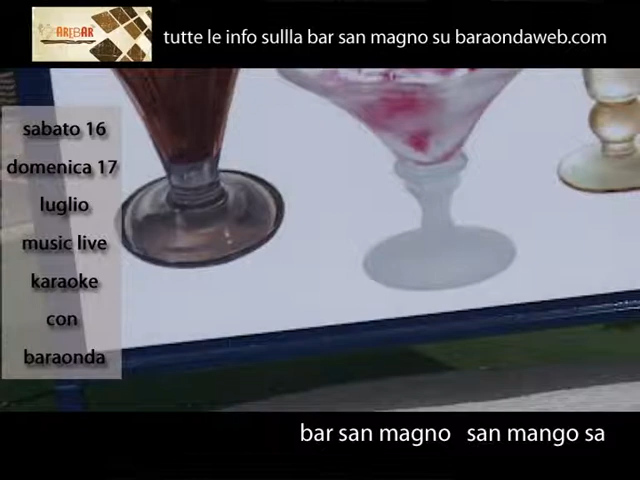 AREBAR
tutte le info sullla bar san magno su baraondaweb.com
sabato 16
domenica 17
luglio
music live
karaoke
con
baraonda
bar san magno san mango sa